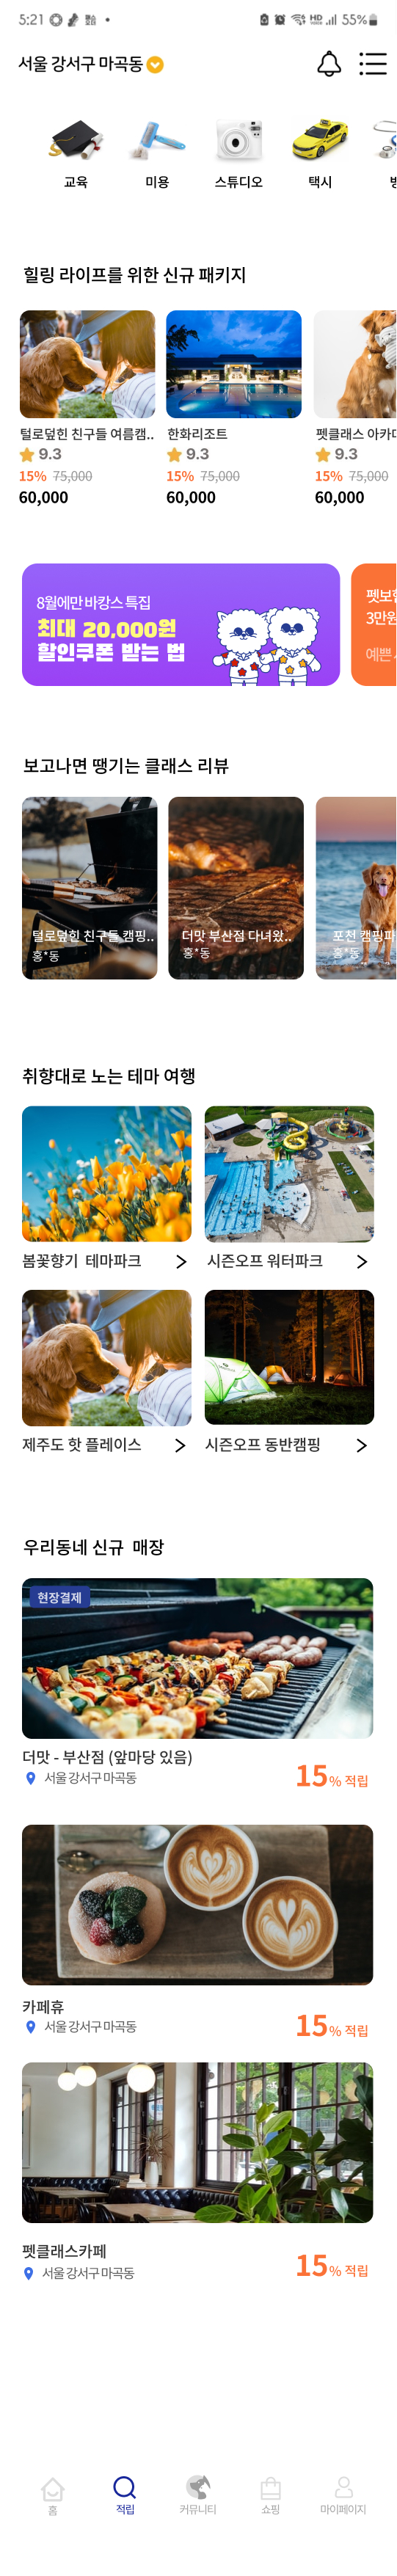 5:21
HD
55%
서울 강서구 마곡동
교육
미용
스튜디오
택시
힐링 라이프를 위한 신규 패키지
털로덮힌 친구들 여름캠..
한화리조트
펫클래스 아카
9.3
9.3
9.3
15% 75,000
15% 75,000
15% 75,000
60,000
60,000
60,000
8월에만 바캉스 특집
최대 20,000원
할인쿠폰 받는 법
펫보험
3만원
예쁜
보고나면 땡기는 클래스 리뷰
털로덮힌 친구들 캠핑..
홍*동
더맛 부산점 다녀왔..
홍*동
포천 캠핑파
홍*동
취향대로 노는 테마 여행
봄꽃향기 테마파크
시즌오프 워터파크
제주도 핫 플레이스
시즌오프 동반캠핑
우리동네 신규 매장
현장결제
더맛 - 부산점 (앞마당 있음)
서울 강서구 마곡동
15% 적립
카페휴
서울 강서구 마곡동
15% 적립
펫클래스카페
서울 강서구 마곡동
15% 적립
홈
적립
커뮤니티
쇼핑
마이페이지